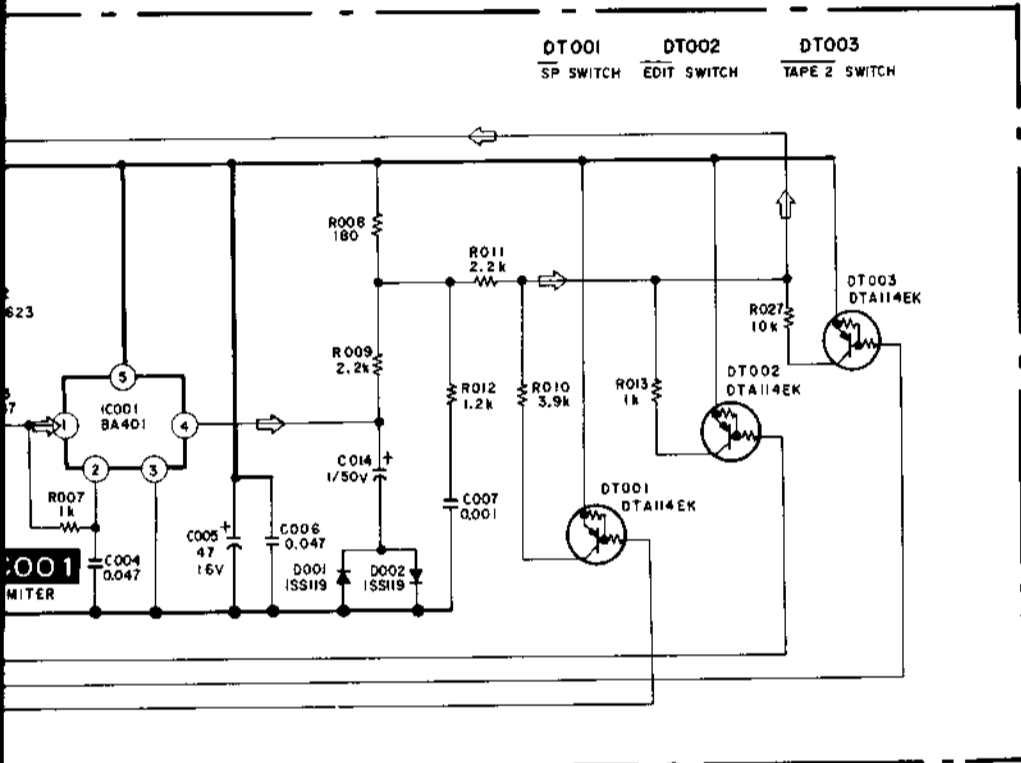 DT001
SP SWITCH
DT002
EDIT SWITCH
DT003
TAPE 2 SWITCH
R008
180
R011
2.2k
DT003
DTA114EK
R027
10k
623
R009
2.2k
DT002
DTA114EK
5
IC001
BA401
1
4
2
3
R012
1.2k
R010
3.9k
R013
1k
C014
1/50V
+
R007
1k
C007
0.001
DT001
DTA114EK
C005
47
16V
+
C006
0.047
C001
MITER
C004
0.047
D001
1SS119
D002
1SS119